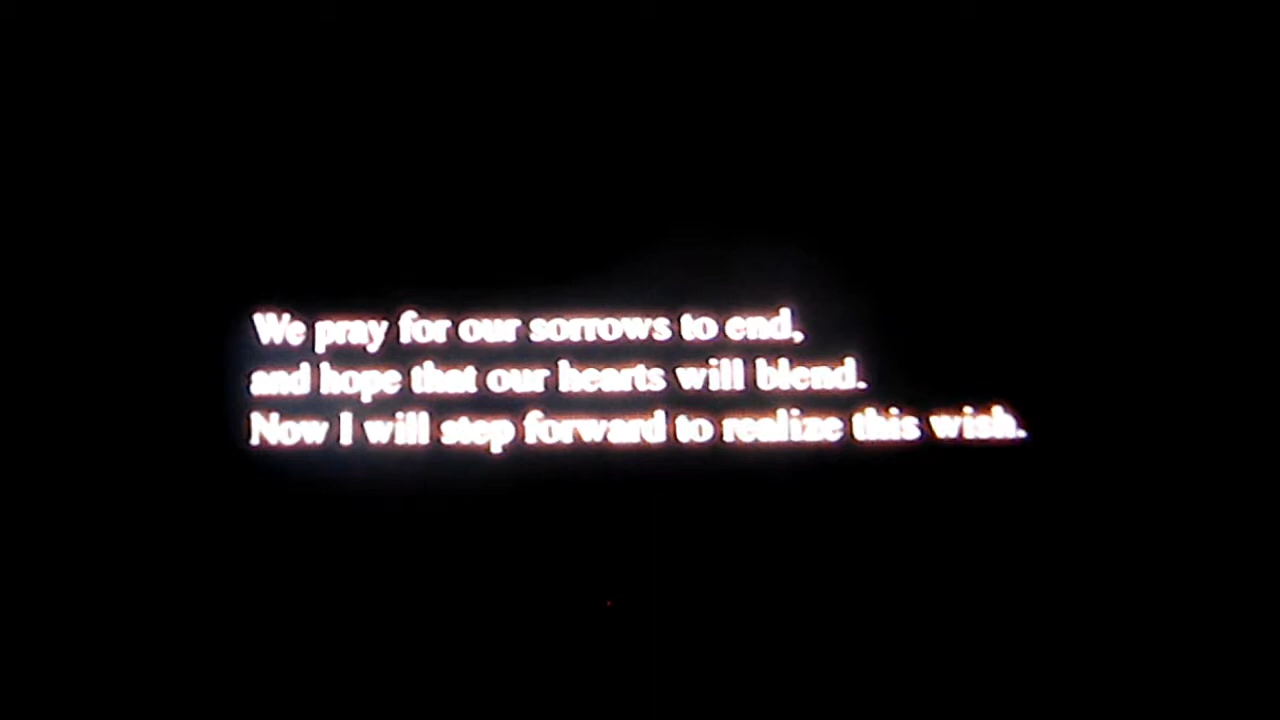 We pray for our sorrows to end,
and hope that our hearts will blend.
Now I will step forward to realize this wish.